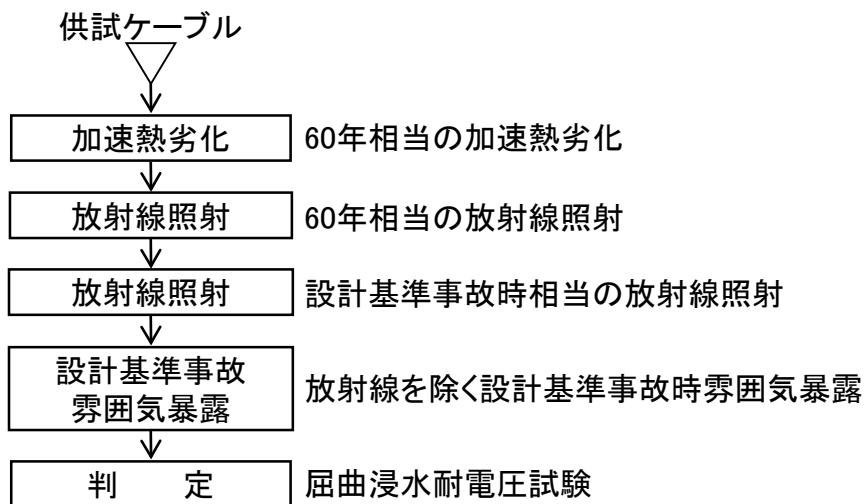 供試ケーブル
加速熱劣化 60年相当の加速熱劣化
放射線照射 60年相当の放射線照射
放射線照射 設計基準事故時相当の放射線照射
設計基準事故
雰囲気暴露
放射線を除く設計基準事故時雰囲気暴露
判 定 屈曲浸水耐電圧試験